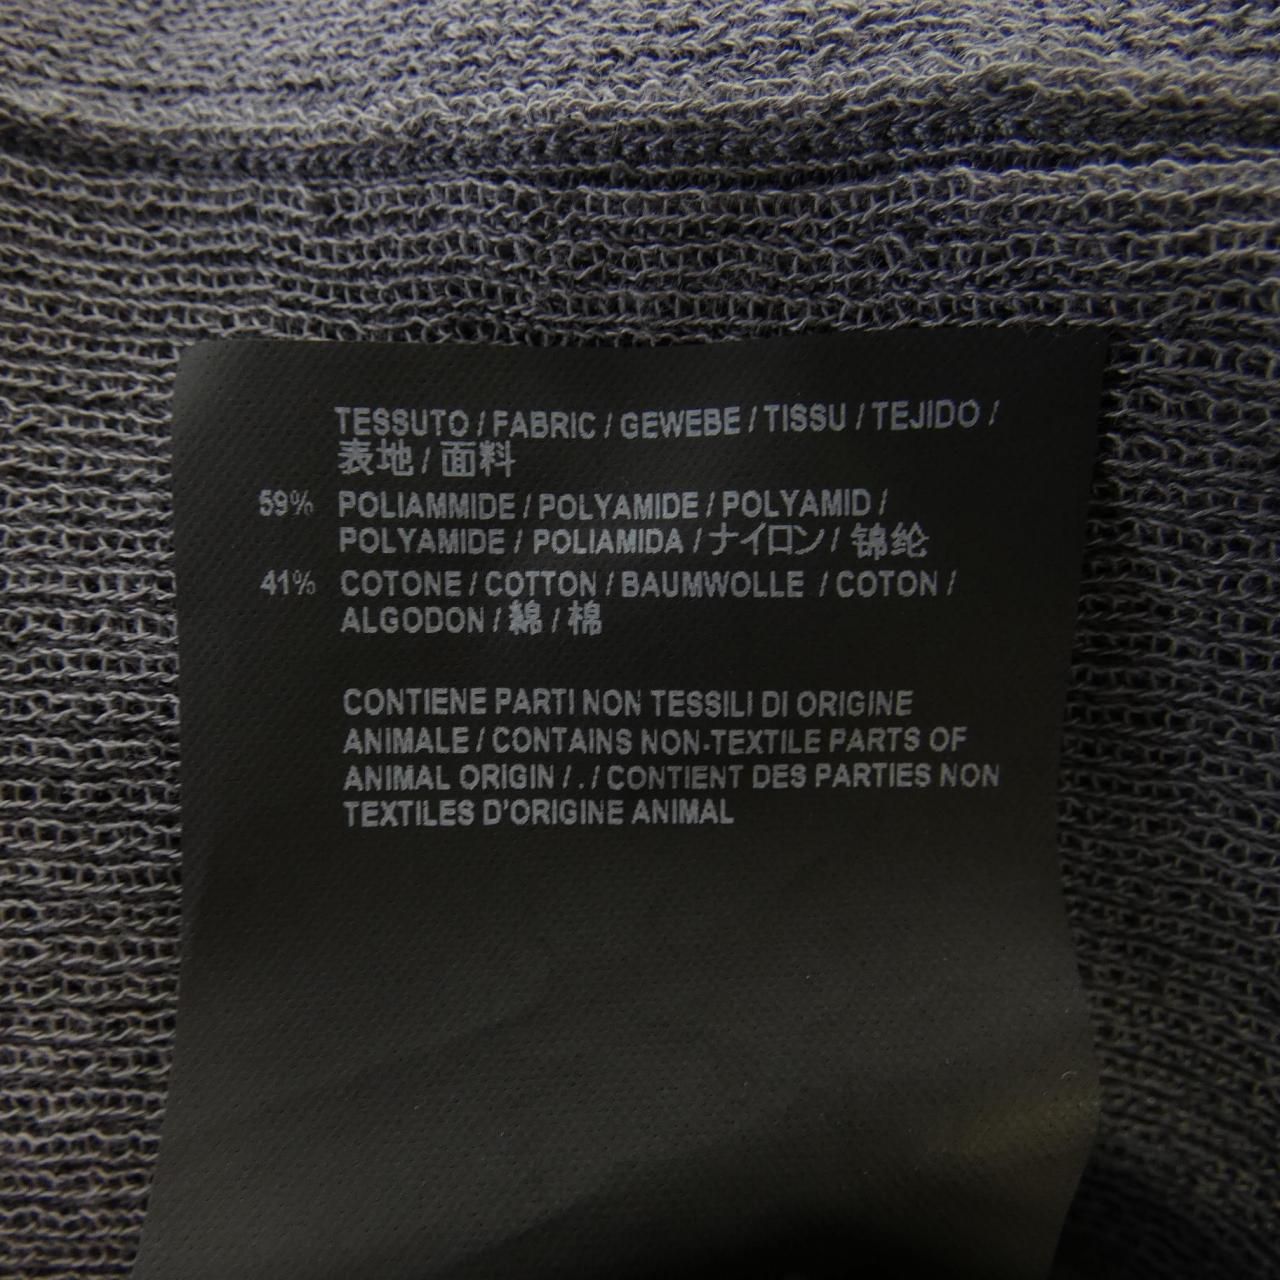 TESSUTO / FABRIC / GEWEBE / TISSU / TEJIDO /
表地 / 面料
59% POLIAMMIDE / POLYAMIDE / POLYAMID /
POLYAMIDE / POLIAMIDA / ナイロン / 锦纶
41% COTONE / COTTON / BAUMWOLLE / COTON /
ALGODON / 綿 / 棉
CONTIENE PARTI NON TESSILI DI ORIGINE
ANIMALE / CONTAINS NON-TEXTILE PARTS OF
ANIMAL ORIGIN / . / CONTIENT DES PARTIES NON
TEXTILES D'ORIGINE ANIMAL